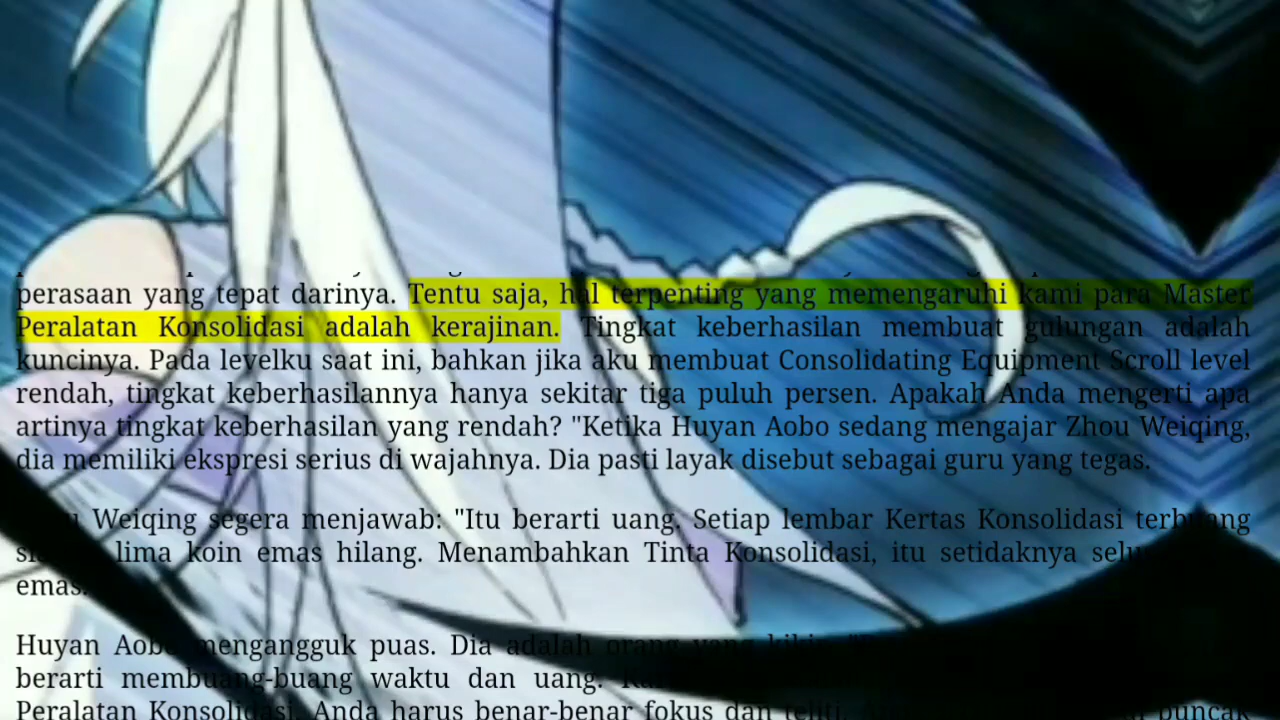 perasaan yang tepat darinya. Tentu saja, hal terpenting yang memengaruhi kami para Master
Peralatan Konsolidasi adalah kerajinan. Tingkat keberhasilan membuat gulungan adalah
kuncinya. Pada levelku saat ini, bahkan jika aku membuat Consolidating Equipment Scroll level
rendah, tingkat keberhasilannya hanya sekitar tiga puluh persen. Apakah Anda mengerti apa
artinya tingkat keberhasilan yang rendah? "Ketika Huyan Aobo sedang mengajar Zhou Weiqing,
dia memiliki ekspresi serius di wajahnya. Dia pasti layak disebut sebagai guru yang tegas.
Weiqing segera menjawab: "Itu berarti uang. Setiap lembar Kertas Konsolidasi terbuang
lima koin emas hilang. Menambahkan Tinta Konsolidasi, itu setidaknya
emas.
Huyan Aobo mengangguk puas. Dia adalah orang yang
berarti membuang-buang waktu dan uang.
Peralatan Konsolidasi, Anda harus benar-benar fokus dan teliti. puncak